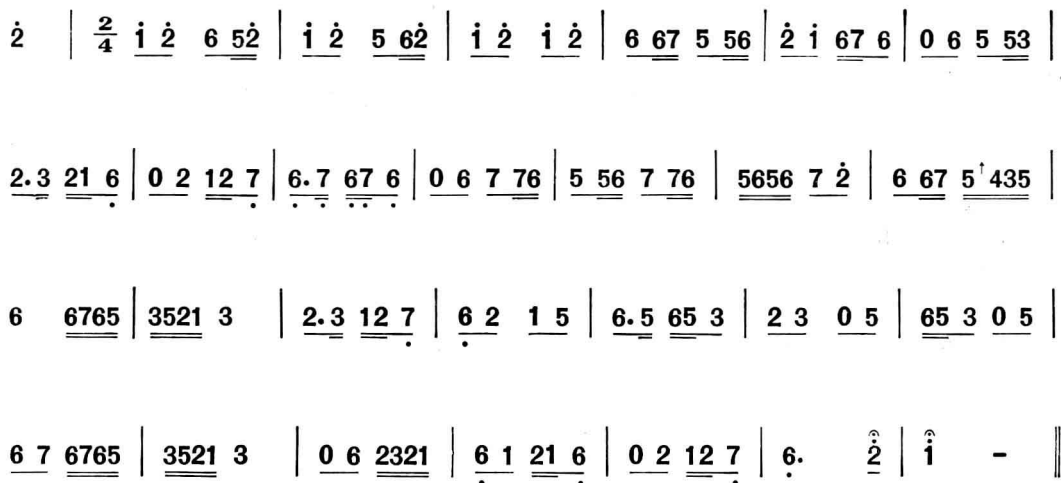 2̇ | 2/4 1̇ 2̇ 6 52̇ | 1̇ 2̇ 5 62̇ | 1̇ 2̇ 1̇ 2̇ | 6 67 5 56 | 2̇ 1̇ 67 6 | 0 6 5 53 |
2. 3 21 6̣ | 0 2 12 7̣ | 6̣. 7̣ 6̣7̣ 6̣ | 0 6 7 76 | 5 56 7 76 | 5656 7 2̇ | 6 67 5↑435 |
6 6765 | 3521 3 | 2. 3 12 7̣ | 6̣ 2 1 5 | 6. 5 65 3 | 2 3 0 5 | 65 3 0 5 |
6 7 6765 | 3521 3 | 0 6 2321 | 6̣ 1 21 6̣ | 0 2 12 7̣ | 6̣. 2̇ | 1̇ – ‖